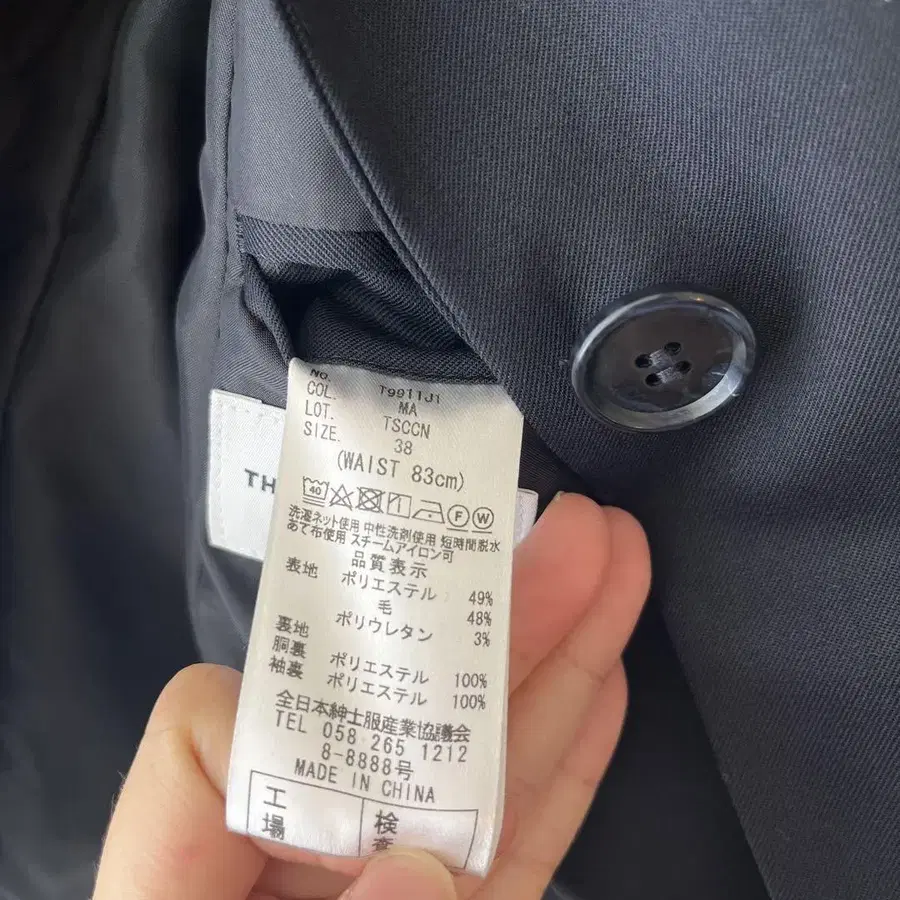 NO. T9911J1
COL. MA
LOT. TSCCN
SIZE. 38
(WAIST 83cm)
40 F W
洗濯ネット使用 中性洗剤使用 短時間脱水
あて布使用 スチームアイロン可
品質表示
表地 ポリエステル 49%
毛 48%
ポリウレタン 3%
裏地
胴裏 ポリエステル 100%
袖裏 ポリエステル 100%
全日本紳士服産業協議会
TEL 058 265 1212
8-8888号
MADE IN CHINA
工場 検査
TH